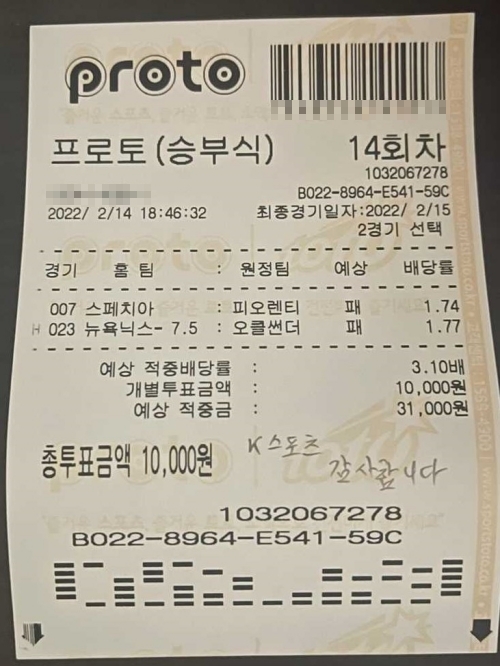 proto
프로토(승부식) 14회차
1032067278
B022-8964-E541-59C
2022/ 2/14 18:46:32 최종경기일자:2022/ 2/15
2경기 선택
경기 홈 팀 : 원정팀 예상 배당률
007 스페치아 : 피오렌티 패 1.74
H 023 뉴욕닉스- 7.5 : 오클썬더 패 1.77
예상 적중배당률 : 3.10배
개별투표금액 : 10,000원
예상 적중금 : 31,000원
총투표금액 10,000원
K스포츠
감사합니다
1032067278
B022-8964-E541-59C